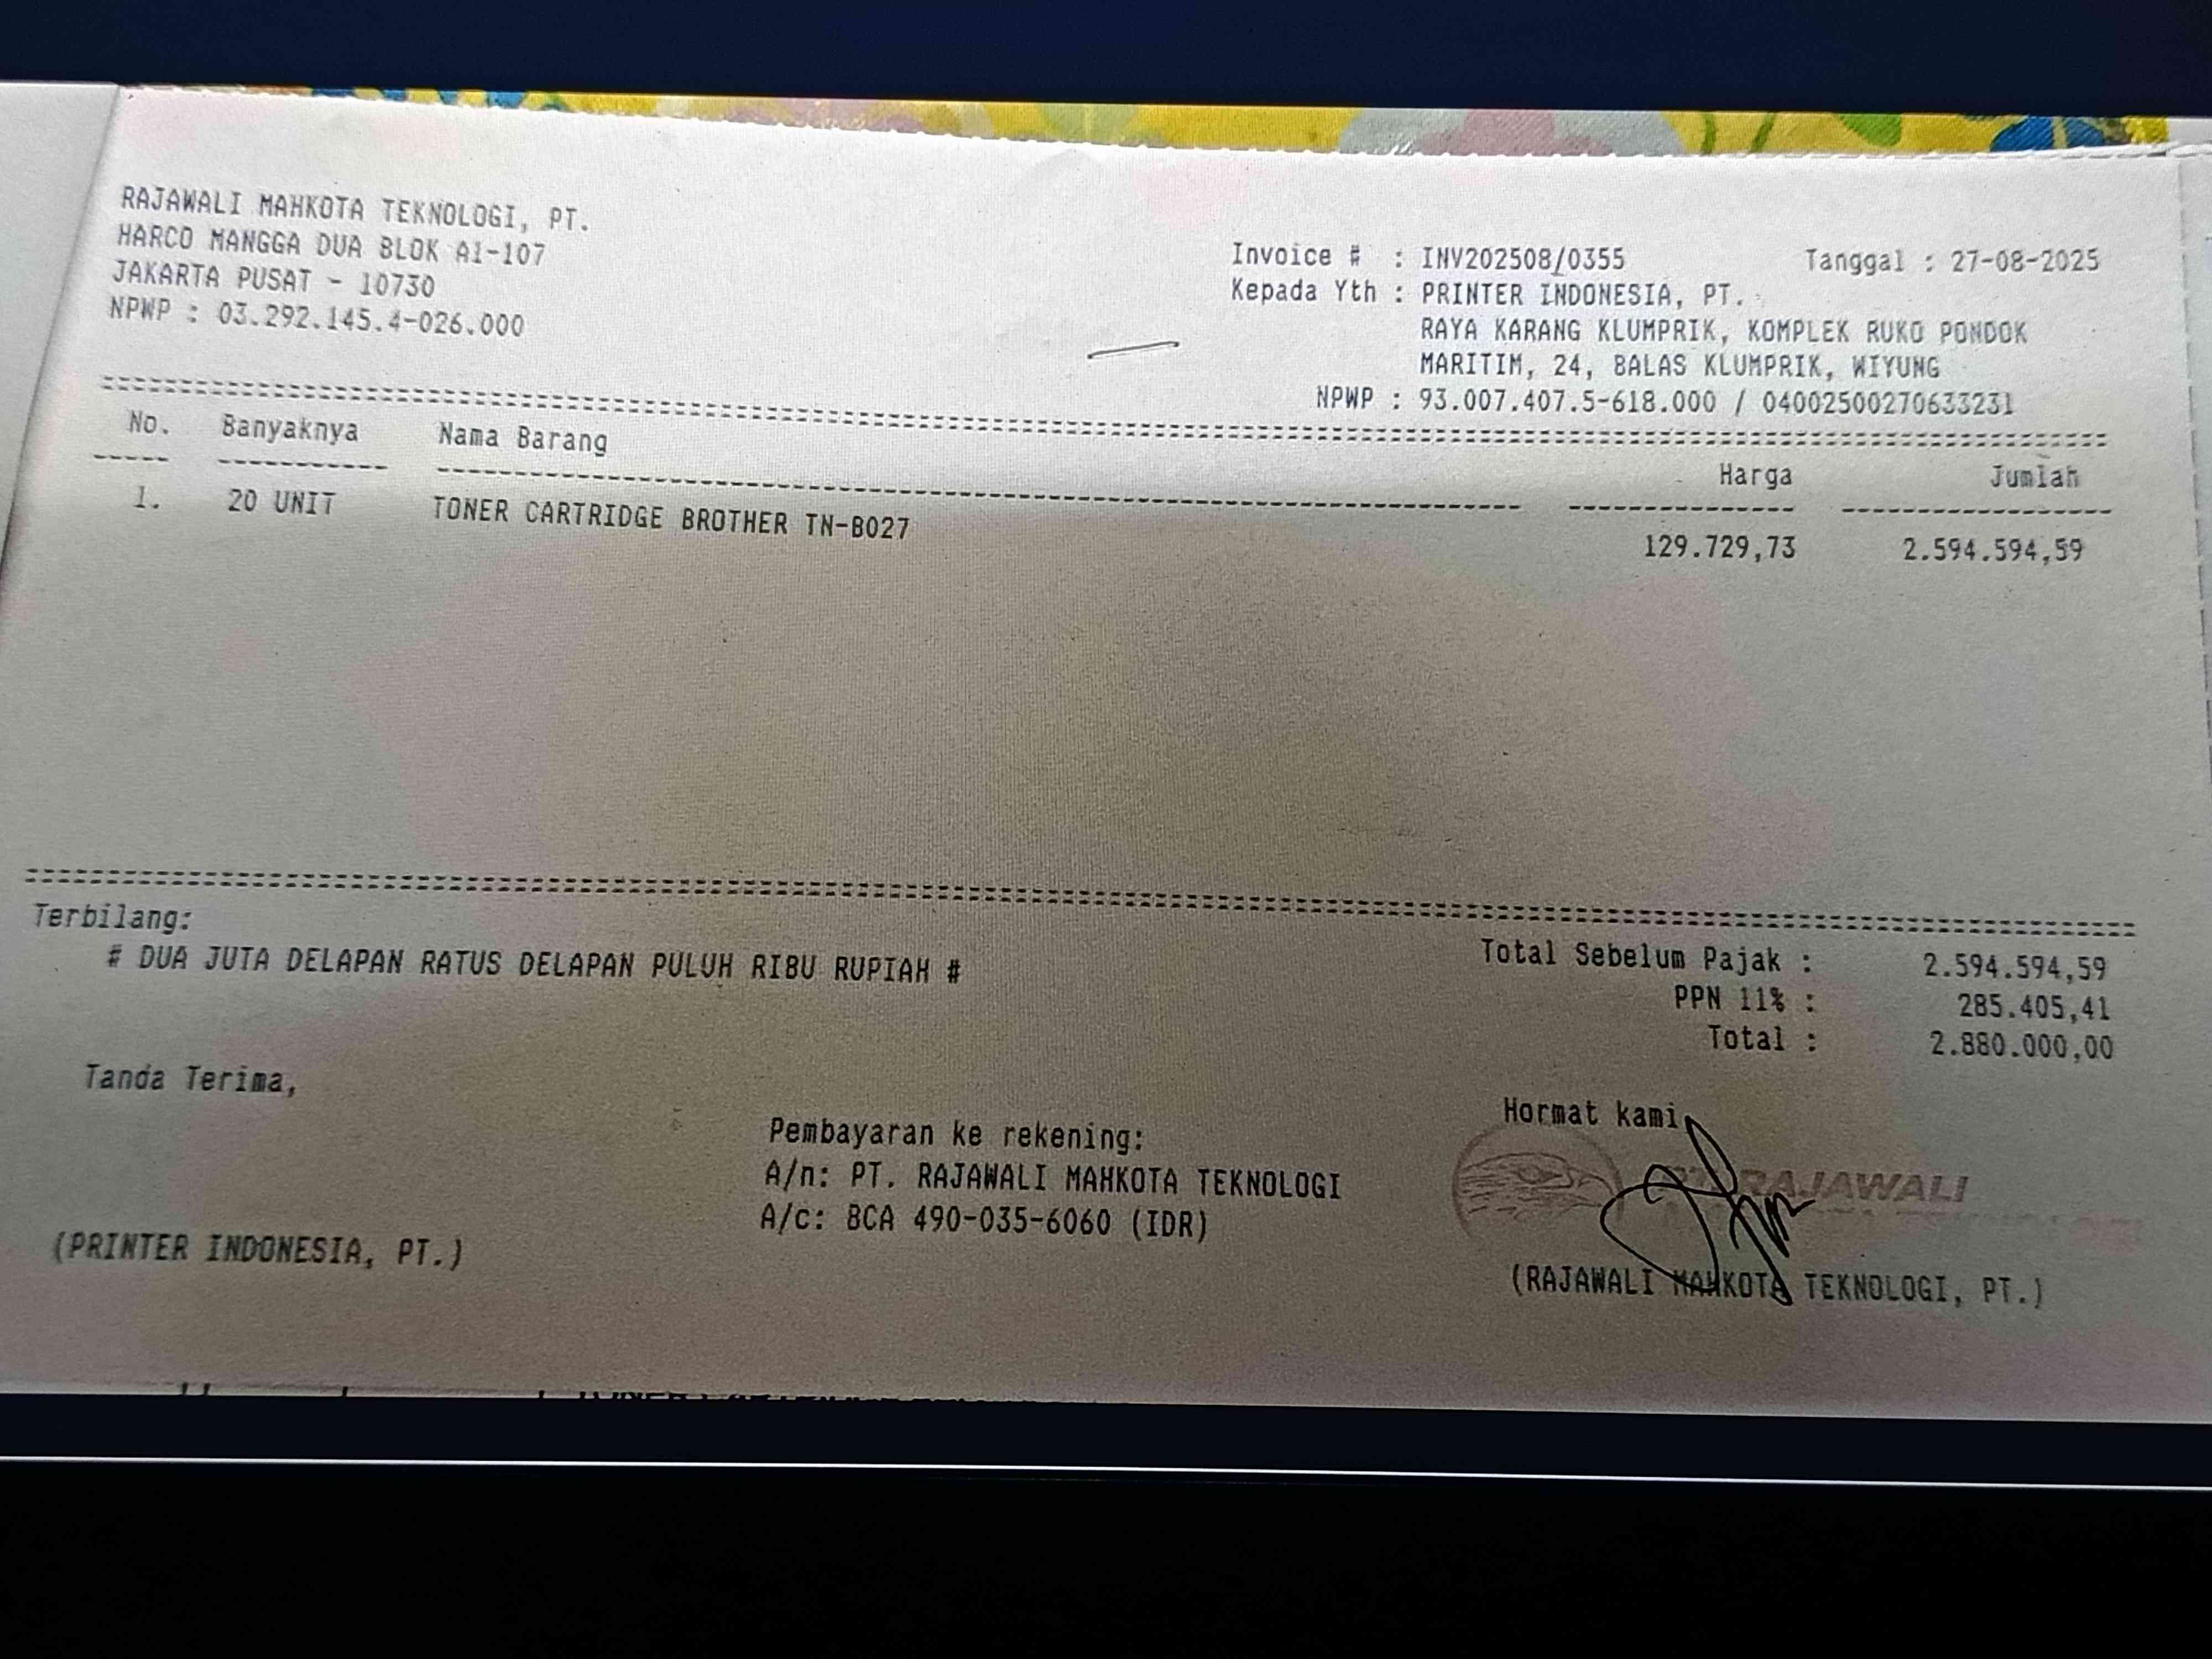 RAJAWALI MAHKOTA TEKNOLOGI, PT.
HARCO MANGGA DUA BLOK A1-107
JAKARTA PUSAT - 10730
NPWP : 03.292.145.4-026.000
Invoice # : INV202508/0355 Tanggal : 27-08-2025
Kepada Yth : PRINTER INDONESIA, PT.
RAYA KARANG KLUMPRIK, KOMPLEK RUKO PONDOK
MARITIM, 24, BALAS KLUMPRIK, WIYUNG
NPWP : 93.007.407.5-618.000 / 04002500270633231
No. Banyaknya Nama Barang Harga Jumlah
1. 20 UNIT TONER CARTRIDGE BROTHER TN-B027 129.729,73 2.594.594,59
Terbilang:
# DUA JUTA DELAPAN RATUS DELAPAN PULUH RIBU RUPIAH #
Total Sebelum Pajak : 2.594.594,59
PPN 11% : 285.405,41
Total : 2.880.000,00
Tanda Terima,
(PRINTER INDONESIA, PT.)
Pembayaran ke rekening:
A/n: PT. RAJAWALI MAHKOTA TEKNOLOGI
A/c: BCA 490-035-6060 (IDR)
Hormat kami,
RAJAWALI
(RAJAWALI MAHKOTA TEKNOLOGI, PT.)